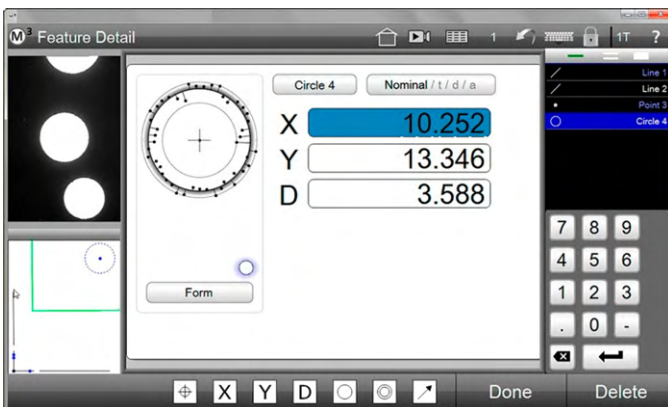 M³ Feature Detail
1
1T
?
Circle 4
Nominal / t / d / a
X 10.252
Y 13.346
D 3.588
Form
Line 1
Line 2
Point 3
Circle 4
7 8 9
4 5 6
1 2 3
. 0 -
X Y D
Done
Delete